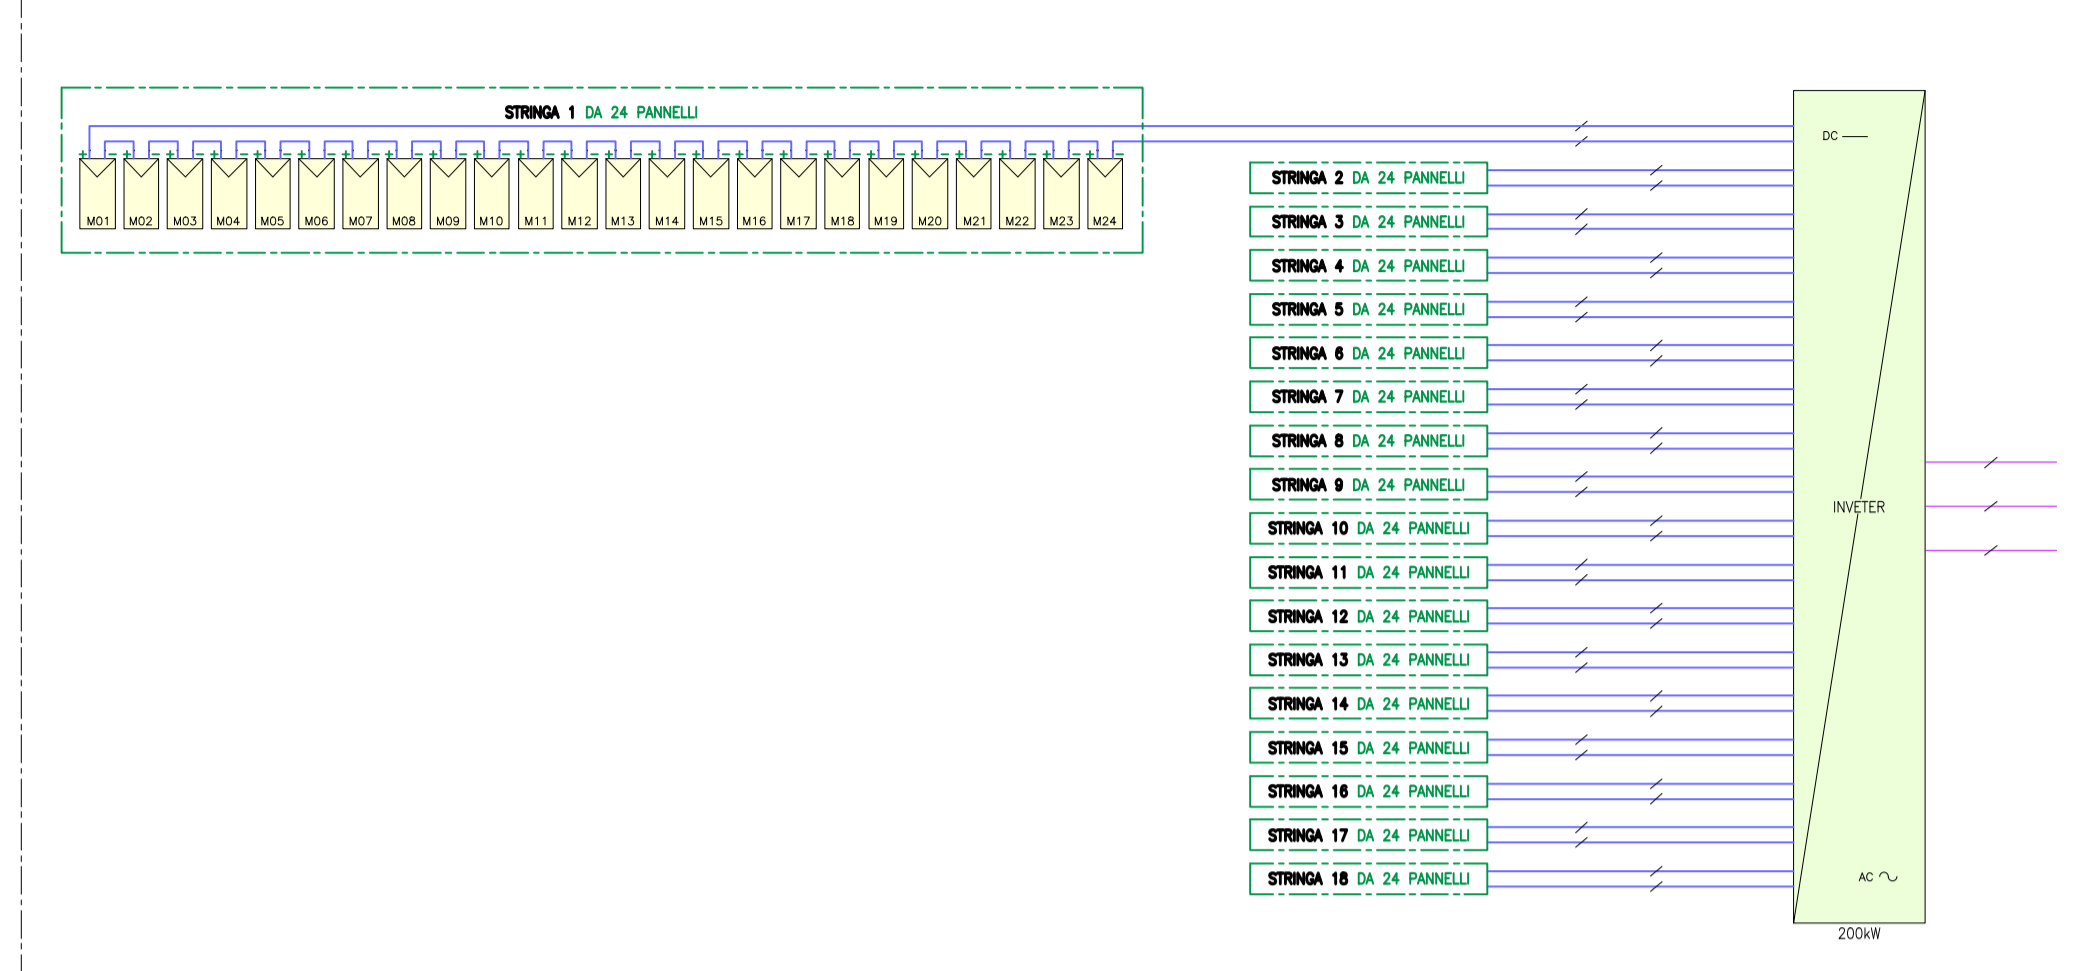 STRINGA 1 DA 24 PANNELLI
DC
+ - + - + - + - + - + - + - + - + - + - + - + - + - + - + - + - + - + - + - + - + - + - + - + -
M01 M02 M03 M04 M05 M06 M07 M08 M09 M10 M11 M12 M13 M14 M15 M16 M17 M18 M19 M20 M21 M22 M23 M24
STRINGA 2 DA 24 PANNELLI
STRINGA 3 DA 24 PANNELLI
STRINGA 4 DA 24 PANNELLI
STRINGA 5 DA 24 PANNELLI
STRINGA 6 DA 24 PANNELLI
STRINGA 7 DA 24 PANNELLI
STRINGA 8 DA 24 PANNELLI
STRINGA 9 DA 24 PANNELLI
STRINGA 10 DA 24 PANNELLI
STRINGA 11 DA 24 PANNELLI
STRINGA 12 DA 24 PANNELLI
STRINGA 13 DA 24 PANNELLI
STRINGA 14 DA 24 PANNELLI
STRINGA 15 DA 24 PANNELLI
STRINGA 16 DA 24 PANNELLI
STRINGA 17 DA 24 PANNELLI
STRINGA 18 DA 24 PANNELLI
INVETER
AC
200kW